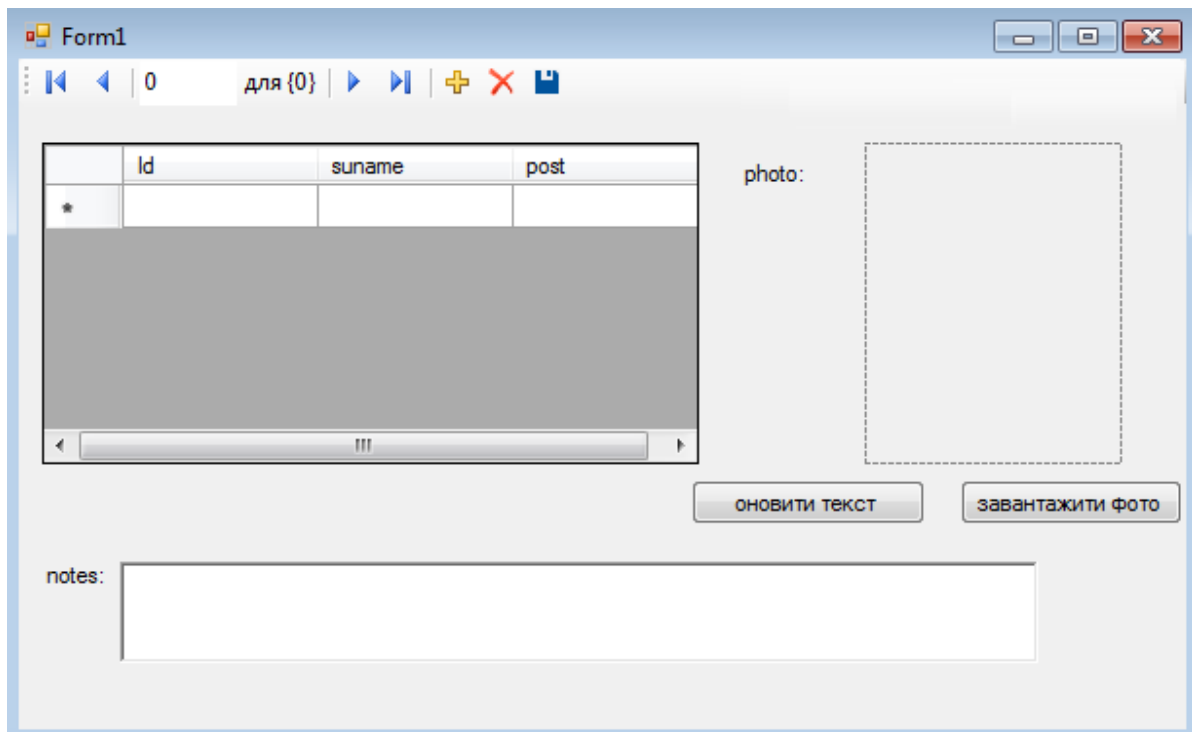 Form1
0 для {0}
Id suname post
photo:
*
оновити текст завантажити фото
notes: